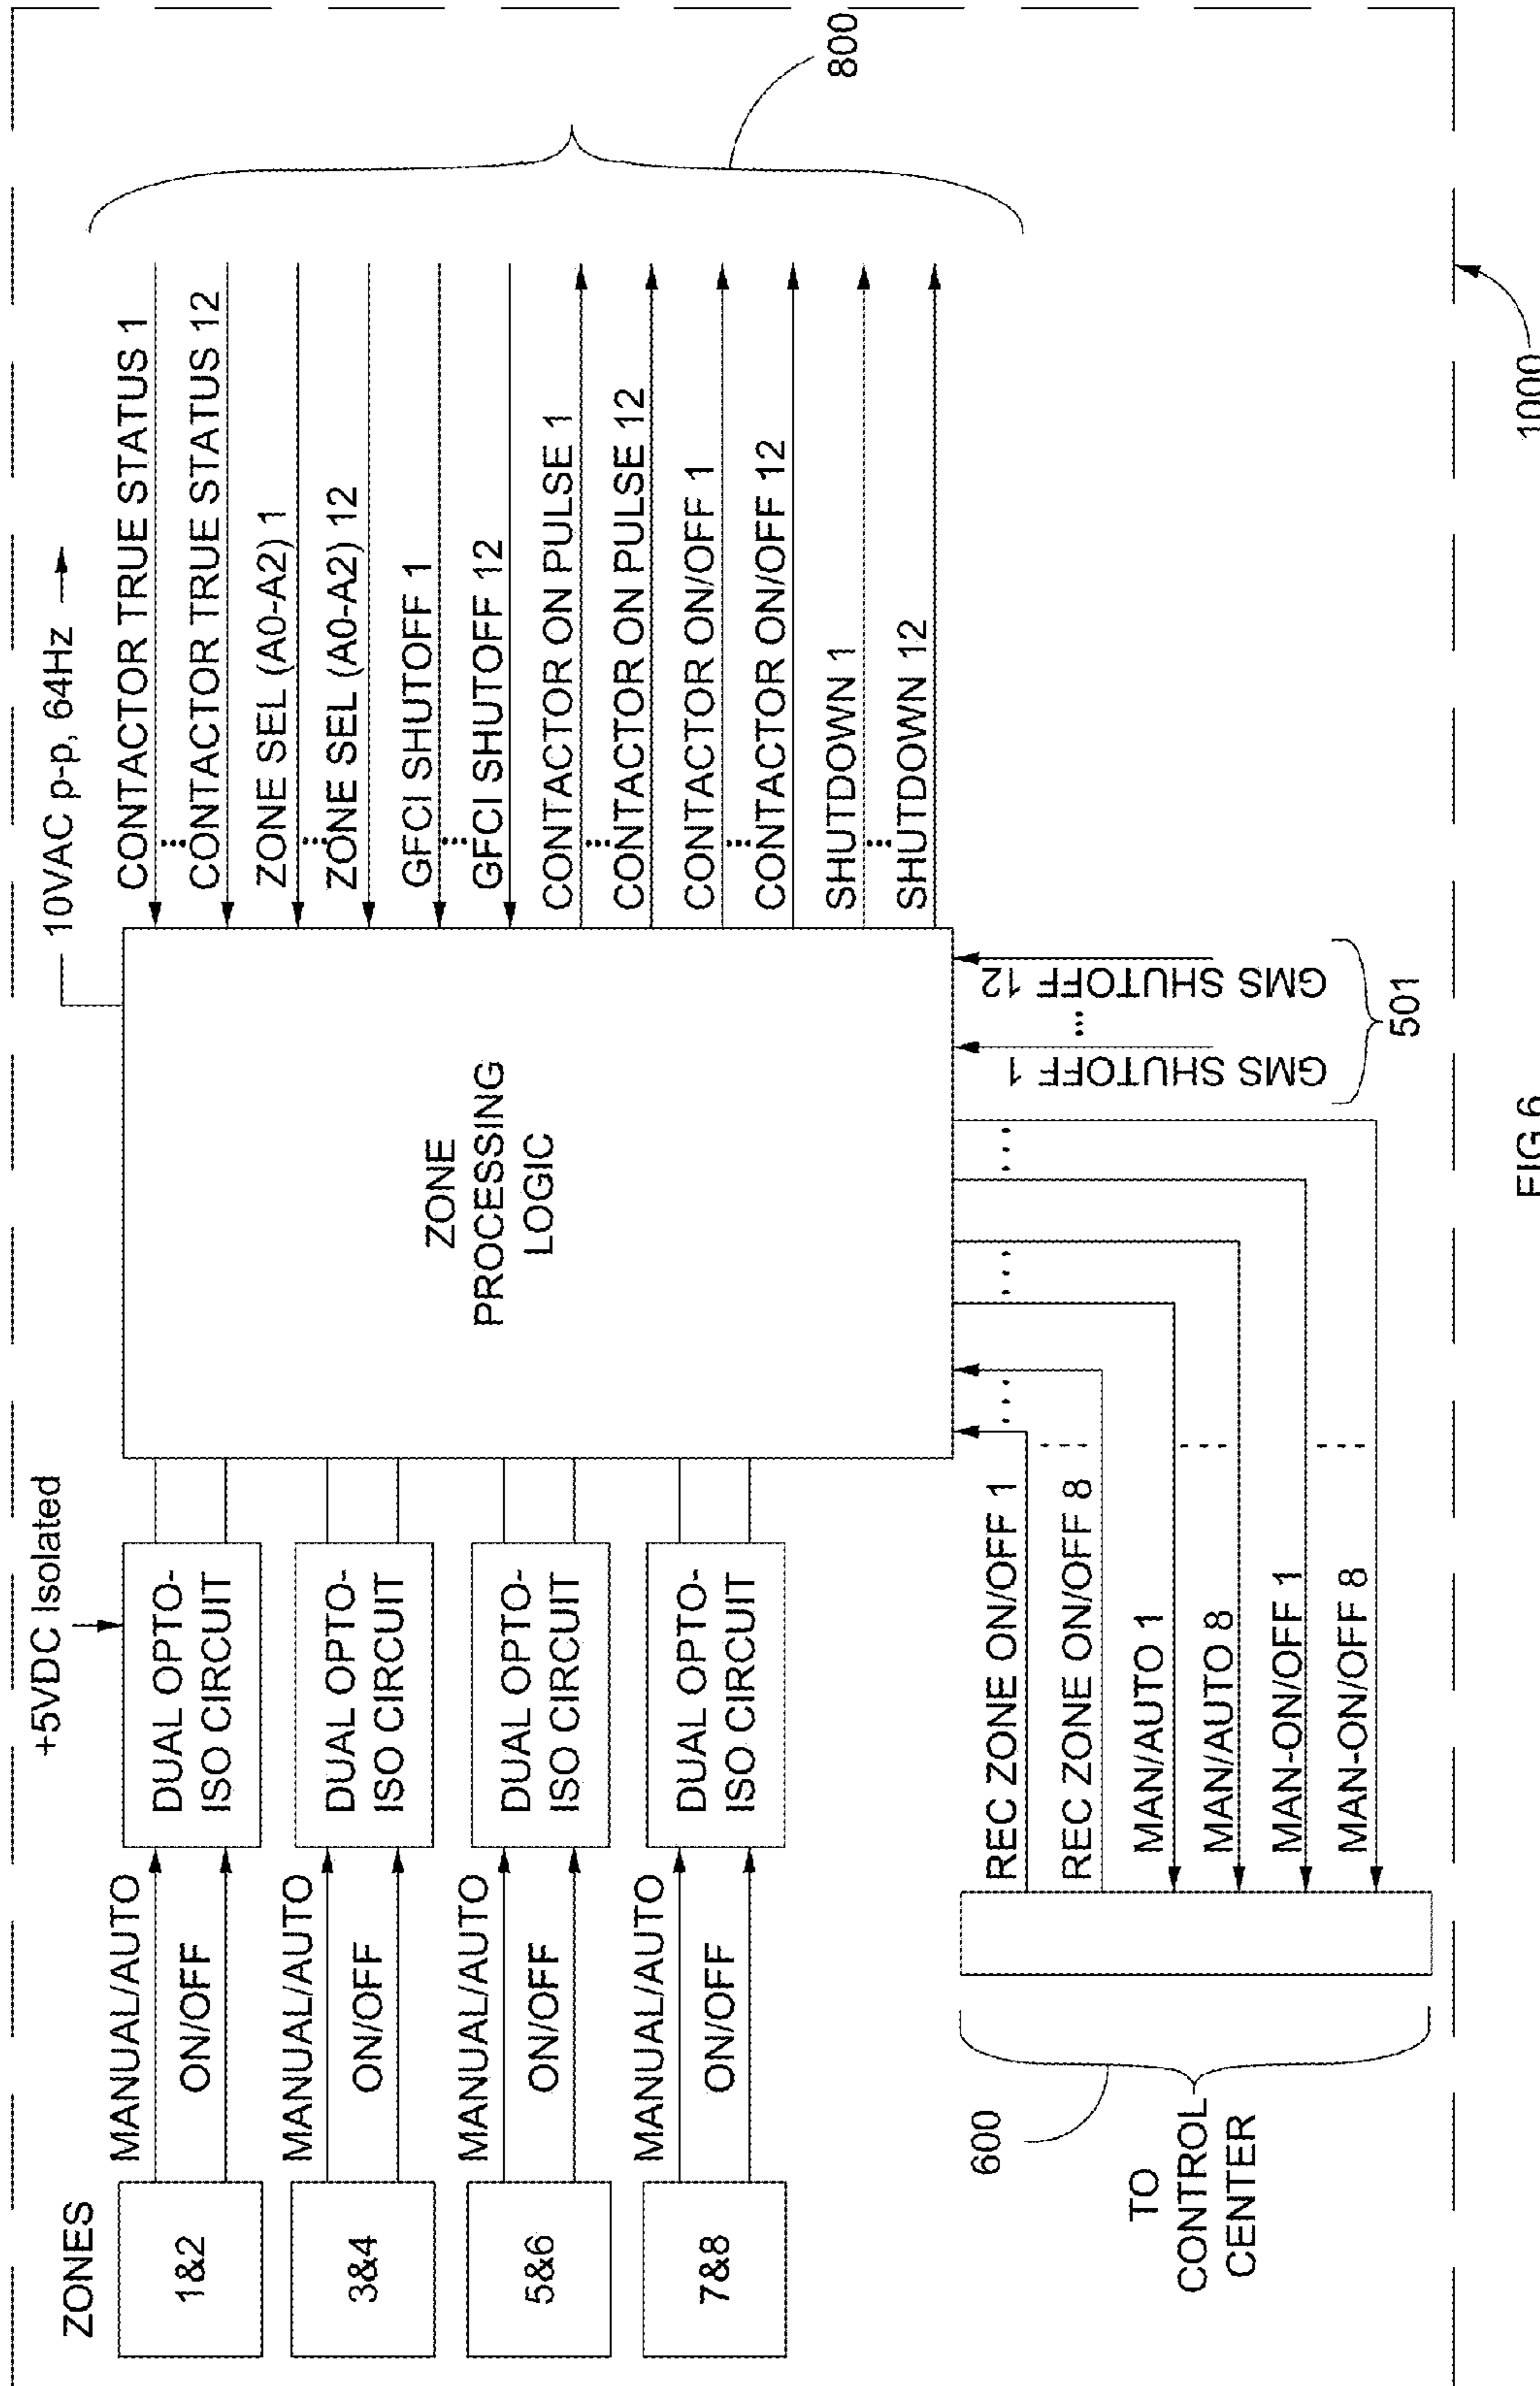 +5VDC Isolated
10VAC p-p, 64Hz
ZONES
1&2
MANUAL/AUTO
ON/OFF
DUAL OPTO-
ISO CIRCUIT
3&4
MANUAL/AUTO
ON/OFF
DUAL OPTO-
ISO CIRCUIT
5&6
MANUAL/AUTO
ON/OFF
DUAL OPTO-
ISO CIRCUIT
7&8
MANUAL/AUTO
ON/OFF
DUAL OPTO-
ISO CIRCUIT
ZONE
PROCESSING
LOGIC
CONTACTOR TRUE STATUS 1
CONTACTOR TRUE STATUS 12
ZONE SEL (A0-A2) 1
ZONE SEL (A0-A2) 12
GFCI SHUTOFF 1
GFCI SHUTOFF 12
CONTACTOR ON PULSE 1
CONTACTOR ON PULSE 12
CONTACTOR ON/OFF 1
CONTACTOR ON/OFF 12
SHUTDOWN 1
SHUTDOWN 12
800
GMS SHUTOFF 1
...
GMS SHUTOFF 12
501
REC ZONE ON/OFF 1
REC ZONE ON/OFF 8
MAN/AUTO 1
MAN/AUTO 8
MAN-ON/OFF 1
MAN-ON/OFF 8
600
TO
CONTROL
CENTER
1000
FIG.6